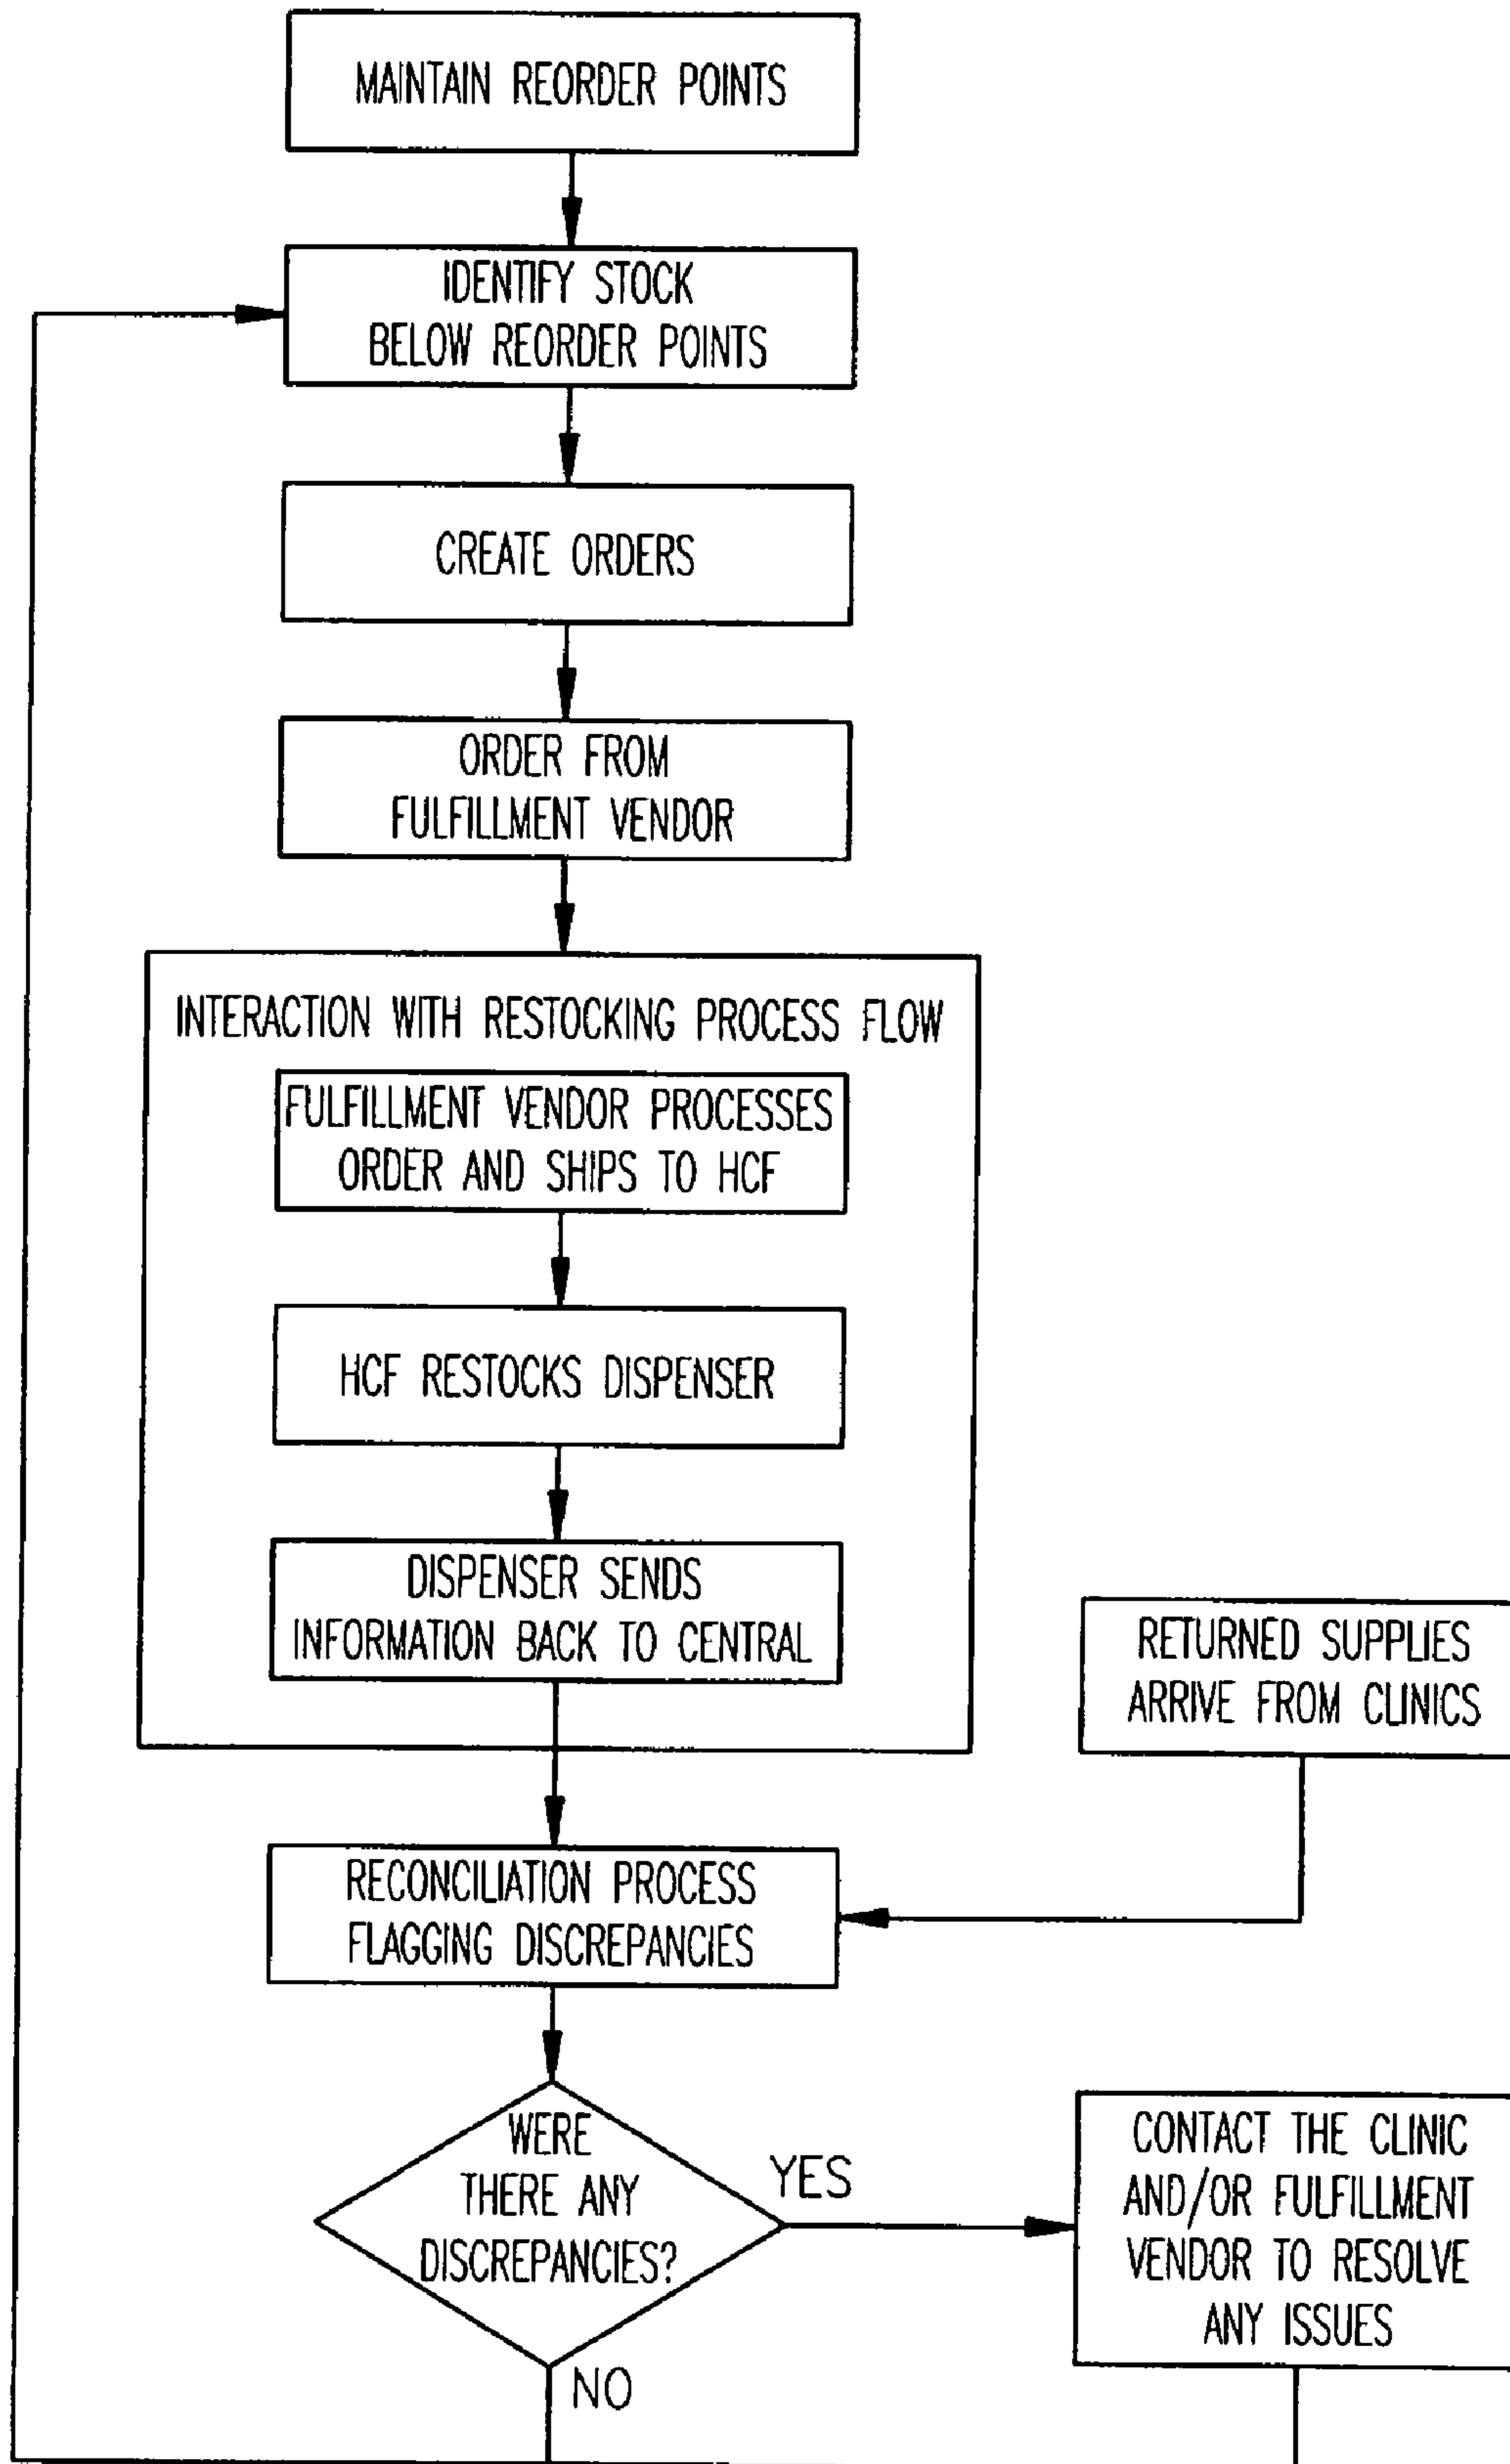 MAINTAIN REORDER POINTS
IDENTIFY STOCK
BELOW REORDER POINTS
CREATE ORDERS
ORDER FROM
FULFILLMENT VENDOR
INTERACTION WITH RESTOCKING PROCESS FLOW
FULFILLMENT VENDOR PROCESSES
ORDER AND SHIPS TO HCF
HCF RESTOCKS DISPENSER
DISPENSER SENDS
INFORMATION BACK TO CENTRAL
RETURNED SUPPLIES
ARRIVE FROM CLINICS
RECONCILIATION PROCESS
FLAGGING DISCREPANCIES
WERE
THERE ANY
DISCREPANCIES?
YES
CONTACT THE CLINIC
AND/OR FULFILLMENT
VENDOR TO RESOLVE
ANY ISSUES
NO